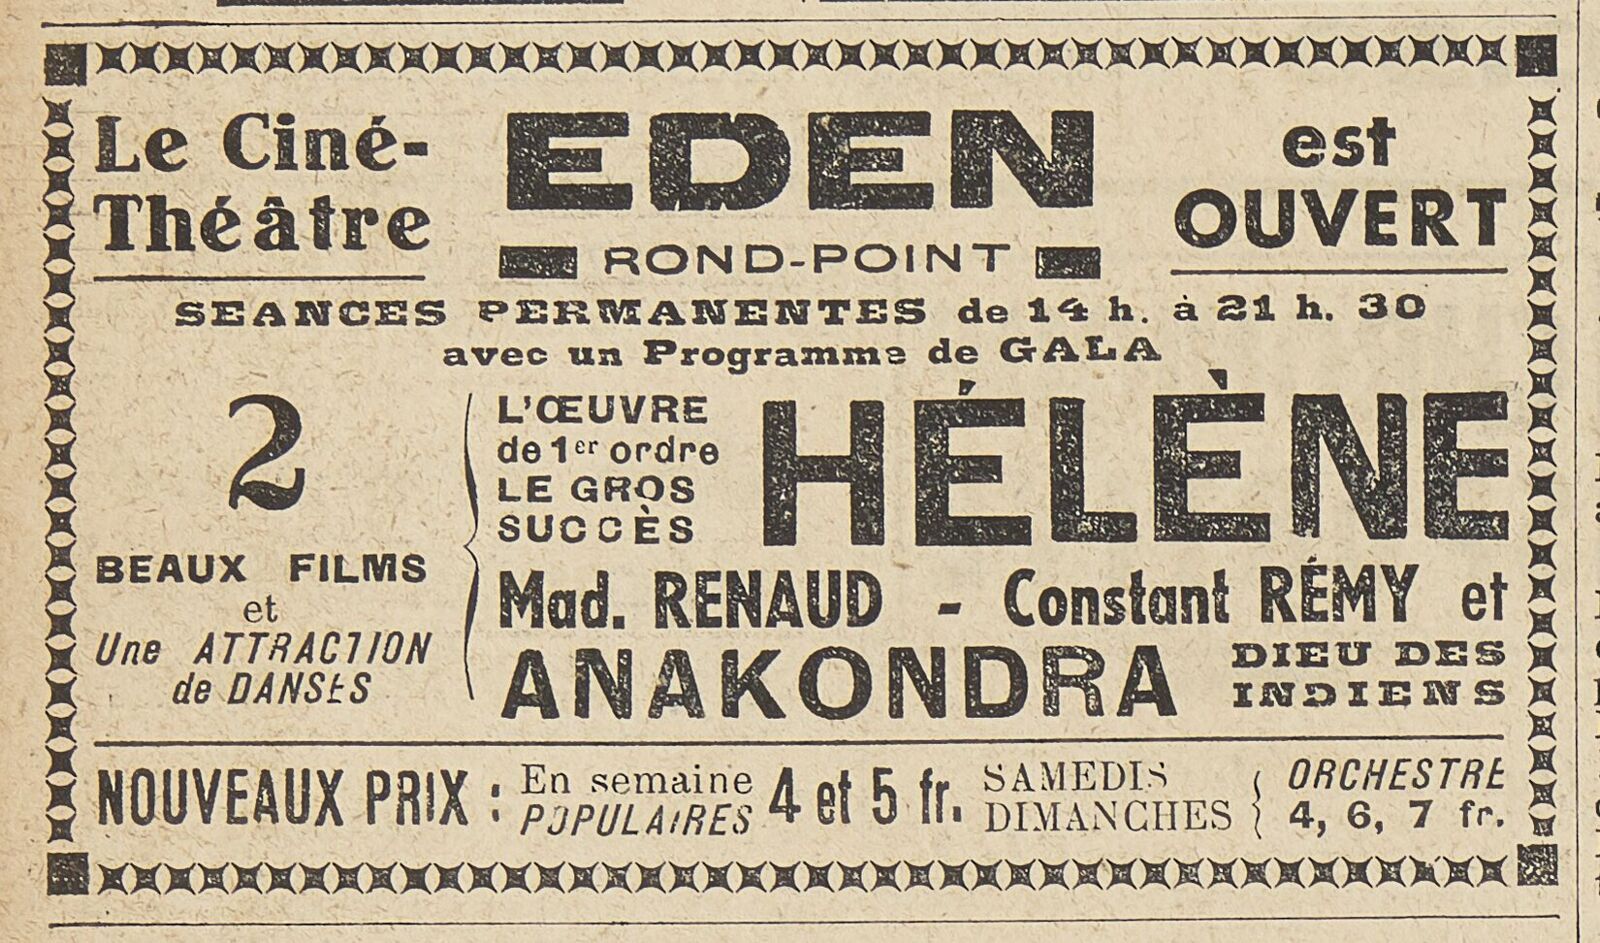 Le Ciné-
Théâtre
EDEN
ROND-POINT
est
OUVERT
SEANCES PERMANENTES de 14 h. à 21 h. 30
avec un Programme de GALA
2
BEAUX FILMS
et
Une ATTRACTION
de DANSES
L'ŒUVRE
de 1er ordre
LE GROS
SUCCÈS
HÉLÈNE
Mad. RENAUD - Constant RÉMY et
ANAKONDRA
DIEU DES
INDIENS
NOUVEAUX PRIX :
En semaine
POPULAIRES
4 et 5 fr.
SAMEDIS
DIMANCHES
ORCHESTRE
4, 6, 7 fr.